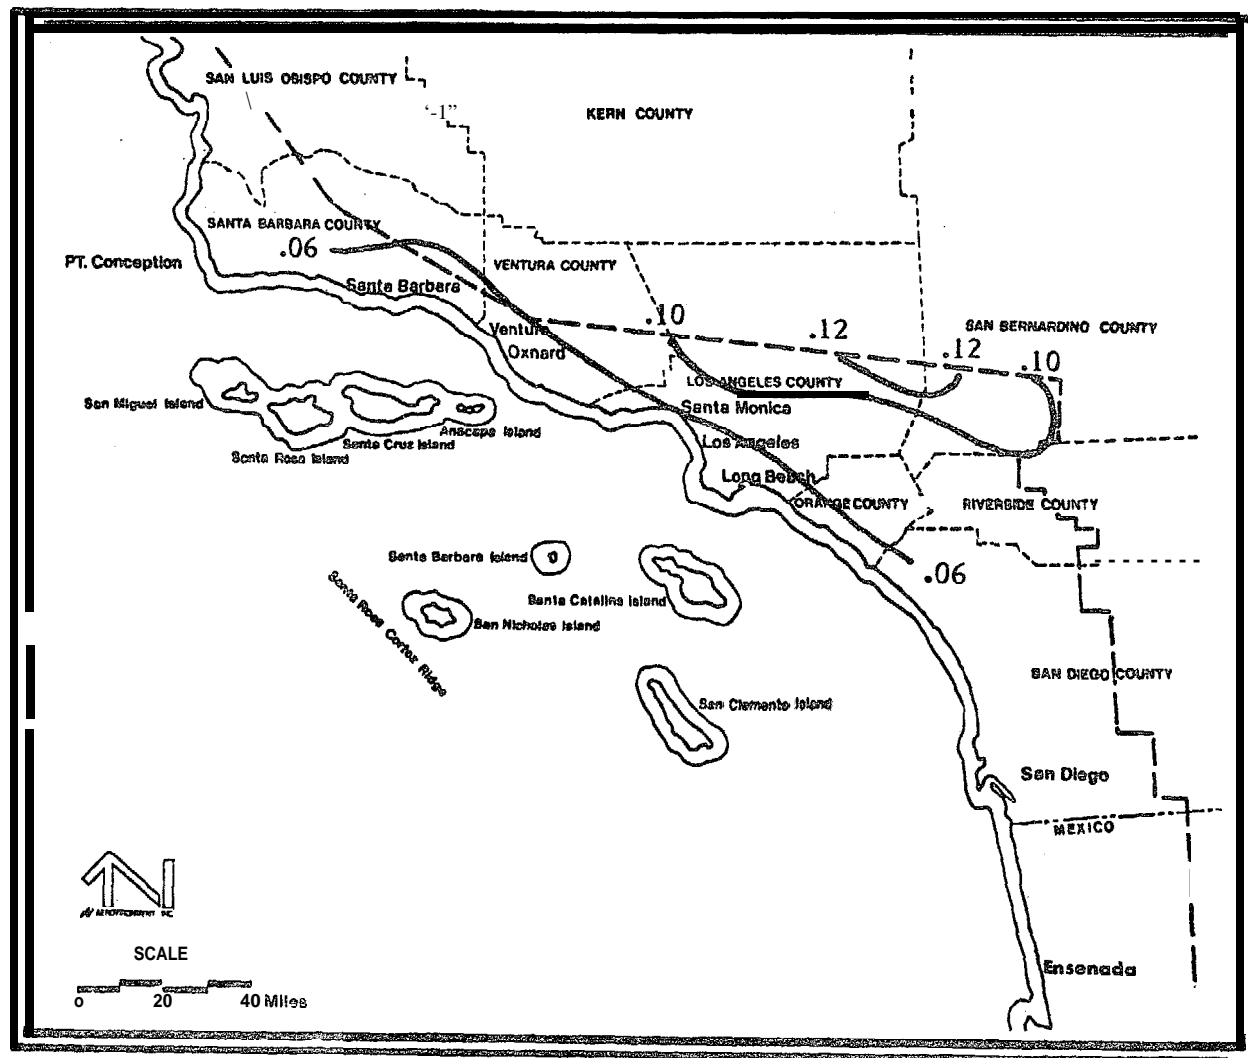 SAN LUIS OBISPO COUNTY
‘-1”
KERN COUNTY
SANTA BARBARA COUNTY
.06
PT. Conception
VENTURA COUNTY
Santa Barbara
Ventura
Oxnard
.10
.12
SAN BERNARDINO COUNTY
.12
.10
LOS ANGELES COUNTY
Santa Monica
San Miguel Island
Anacapa Island
Santa Cruz Island
Santa Rosa Island
Los Angeles
Long Beach
ORANGE COUNTY
RIVERSIDE COUNTY
Santa Barbara Island
.06
Santa Catalina Island
San Nicholas Island
Santa Rosa Cortez Ridge
SAN DIEGO COUNTY
San Clemente Island
San Diego
MEXICO
N
SCALE
0 20 40 Miles
Ensenada